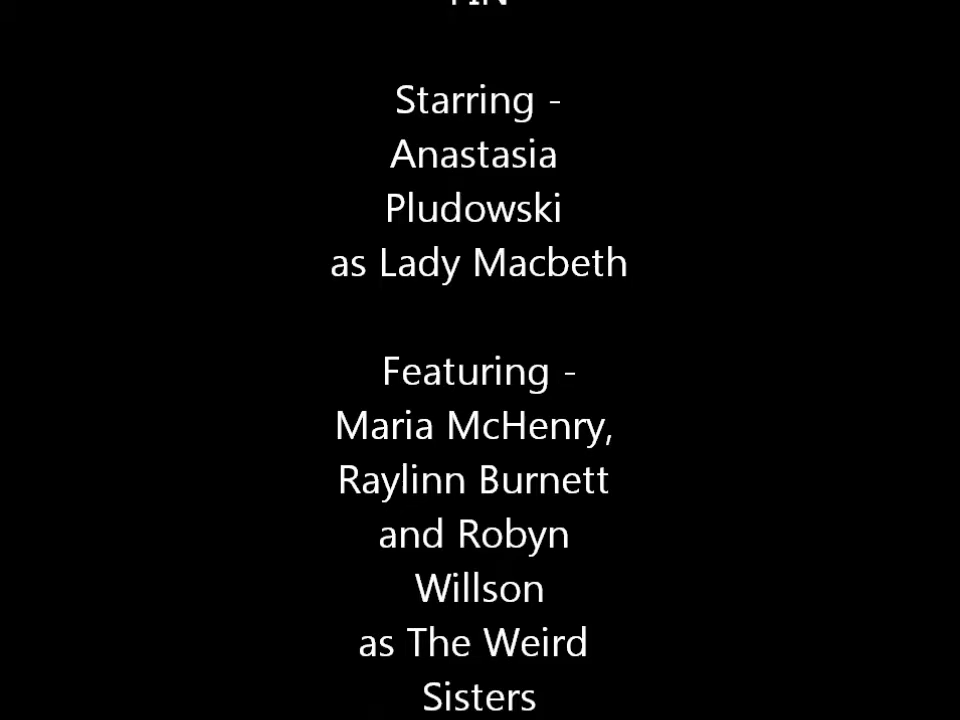 Starring -
Anastasia
Pludowski
as Lady Macbeth
Featuring -
Maria McHenry,
Raylinn Burnett
and Robyn
Willson
as The Weird
Sisters